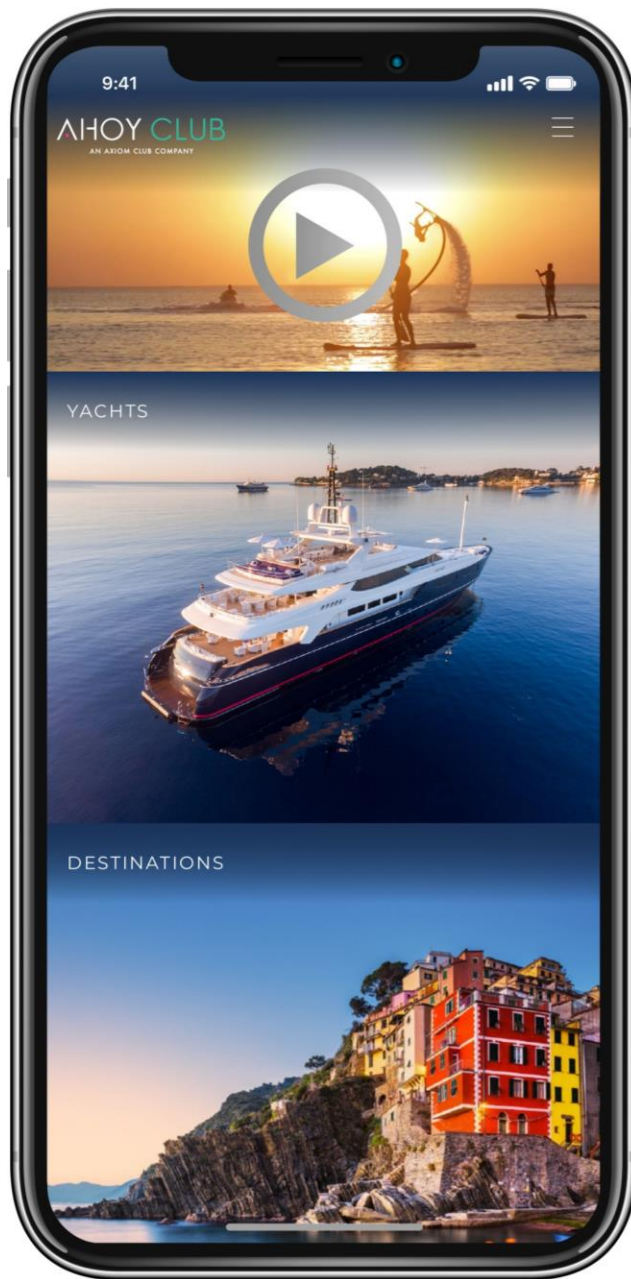 9:41
AHOY CLUB
AN AXIOM CLUB COMPANY
YACHTS
DESTINATIONS